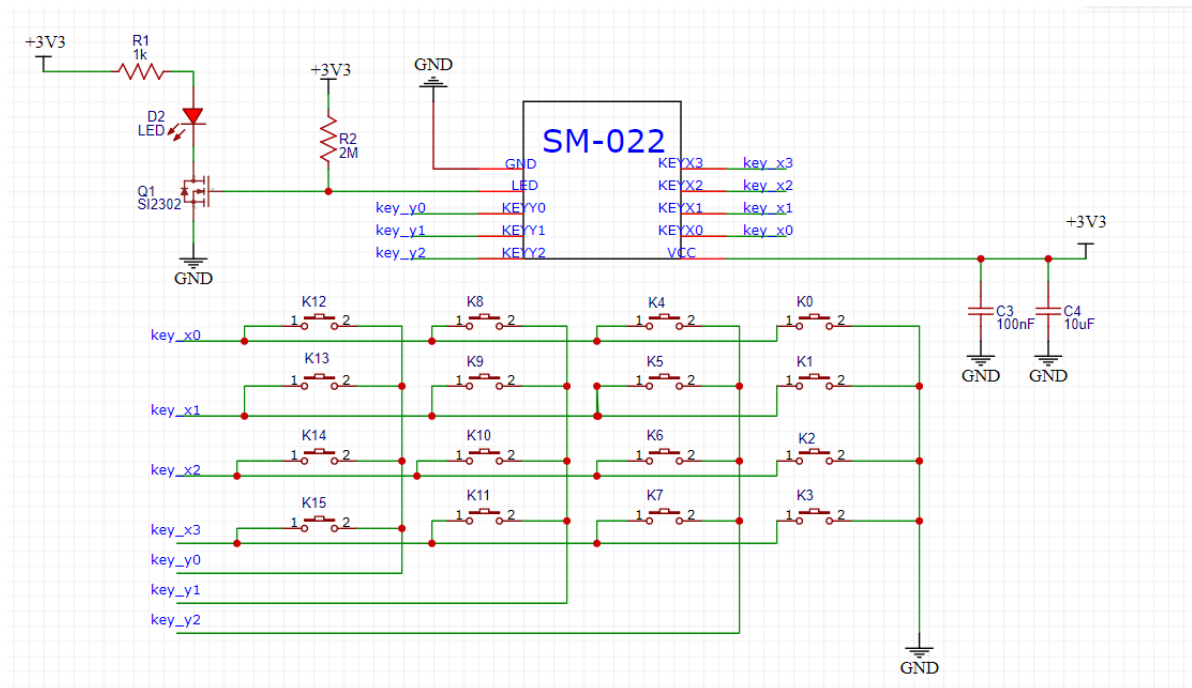 +3V3
R1
1k
D2
LED
Q1
SI2302
GND
+3V3
R2
2M
GND
SM-022
GND
LED
KEYY0
KEYY1
KEYY2
KEYX3
KEYX2
KEYX1
KEYX0
VCC
key_y0
key_y1
key_y2
key_x3
key_x2
key_x1
key_x0
+3V3
C3
100nF
GND
C4
10uF
GND
key_x0
K12
1 2
K8
1 2
K4
1 2
K0
1 2
key_x1
K13
1 2
K9
1 2
K5
1 2
K1
1 2
key_x2
K14
1 2
K10
1 2
K6
1 2
K2
1 2
key_x3
K15
1 2
K11
1 2
K7
1 2
K3
1 2
key_y0
key_y1
key_y2
GND